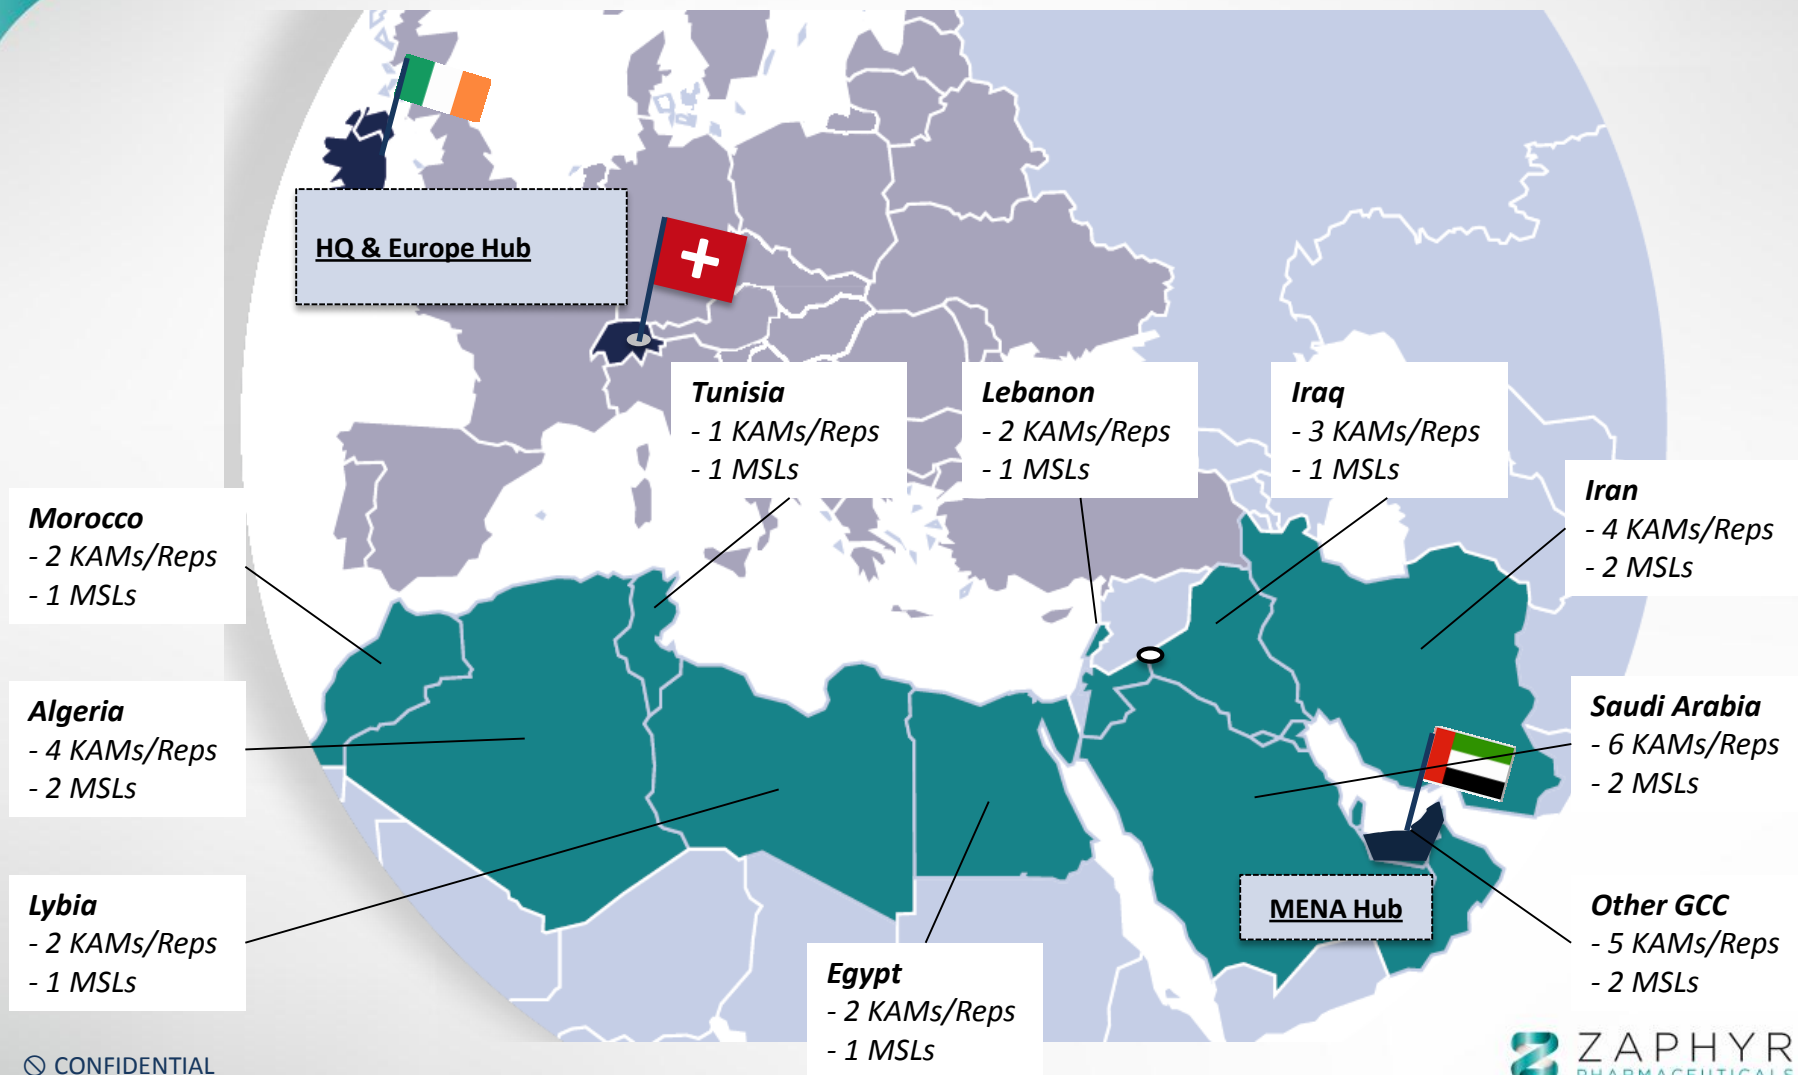 HQ & Europe Hub
Tunisia
- 1 KAMs/Reps
- 1 MSLs
Lebanon
- 2 KAMs/Reps
- 1 MSLs
Iraq
- 3 KAMs/Reps
- 1 MSLs
Iran
- 4 KAMs/Reps
- 2 MSLs
Morocco
- 2 KAMs/Reps
- 1 MSLs
Algeria
- 4 KAMs/Reps
- 2 MSLs
Saudi Arabia
- 6 KAMs/Reps
- 2 MSLs
Lybia
- 2 KAMs/Reps
- 1 MSLs
MENA Hub
Other GCC
- 5 KAMs/Reps
- 2 MSLs
Egypt
- 2 KAMs/Reps
- 1 MSLs
CONFIDENTIAL
ZAPHYR
PHARMACEUTICALS